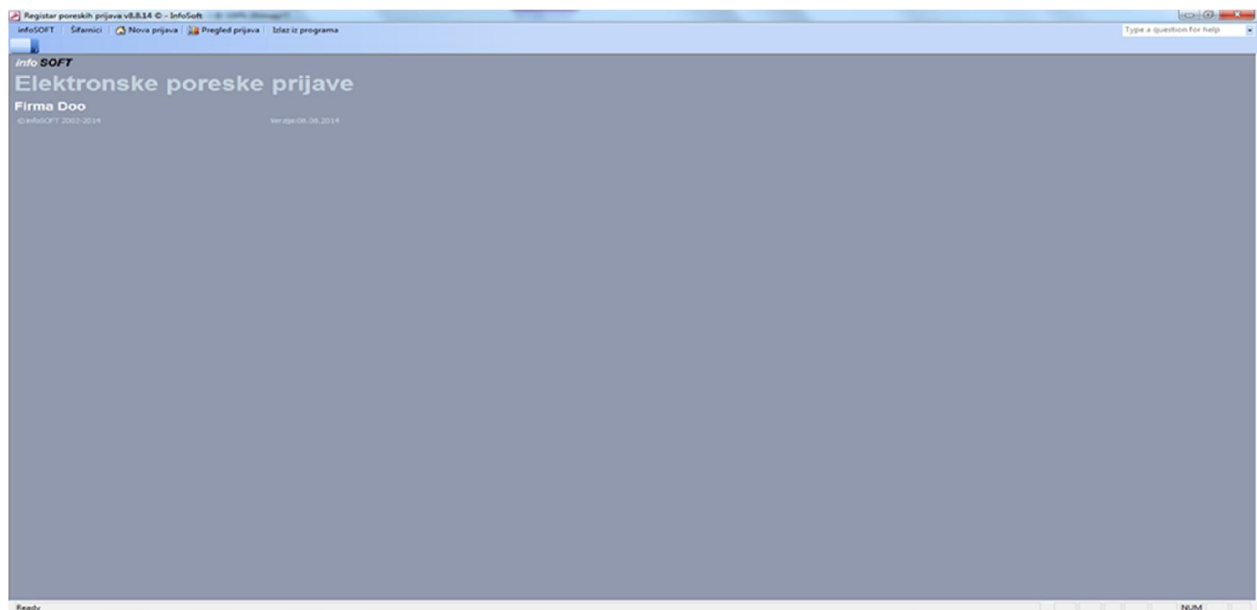 Registar poreskih prijava v8.8.14 © - InfoSoft
infoSOFT Šifarnici Nova prijava Pregled prijava Izlaz iz programa
Type a question for help
info SOFT
Elektronske poreske prijave
Firma Doo
©infoSOFT 2002-2014 Verzija:08.08.2014
Ready NUM